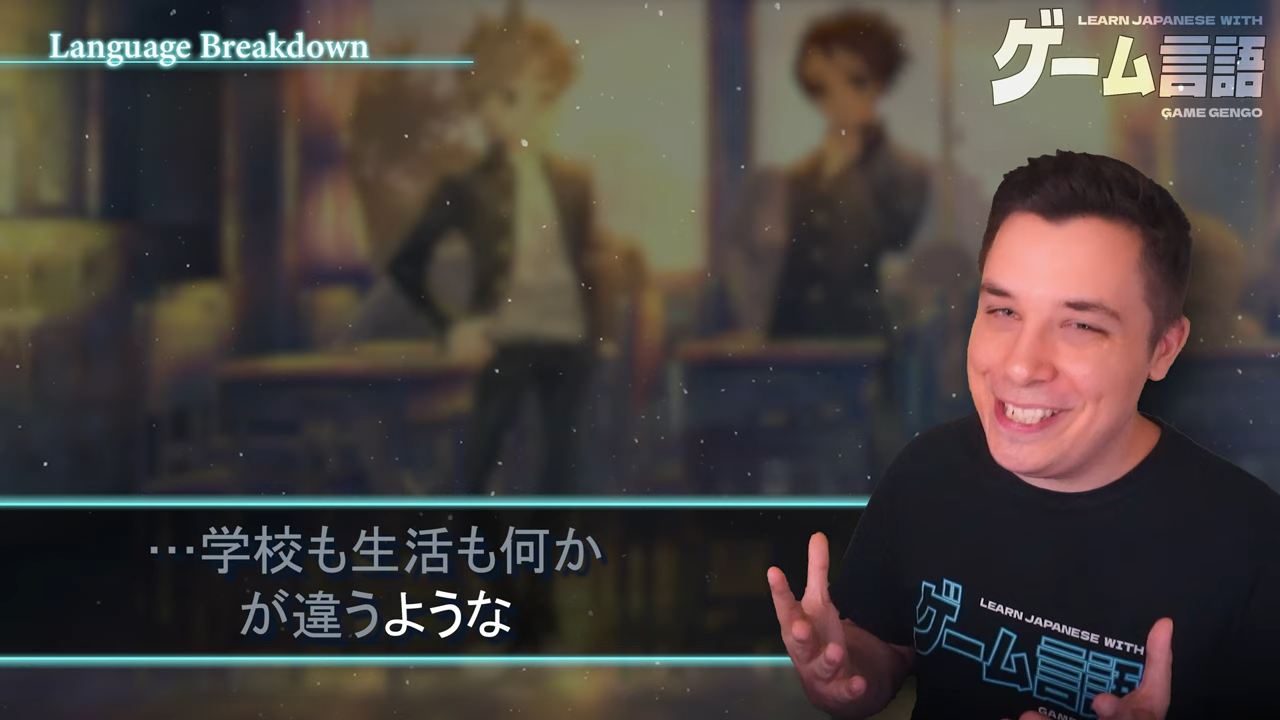 Language Breakdown
LEARN JAPANESE WITH
ゲーム言語
GAME GENGO
…学校も生活も何か
が違うような
LEARN JAPANESE WITH
ゲーム言語